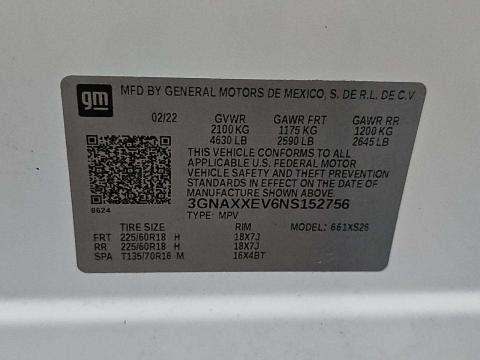 gm MFD BY GENERAL MOTORS DE MEXICO, S. DE R.L. DE C.V.
02/22 GVWR GAWR FRT GAWR RR
2100 KG 1175 KG 1200 KG
4630 LB 2590 LB 2645 LB
THIS VEHICLE CONFORMS TO ALL
APPLICABLE U.S. FEDERAL MOTOR
VEHICLE SAFETY AND THEFT PREVENTION
STANDARDS IN EFFECT ON THE DATE OF
MANUFACTURE SHOWN ABOVE.
6624 3GNAXXEV6NS152756
TYPE: MPV
TIRE SIZE RIM MODEL: 661XS26
FRT 225/60R18 H 18X7J
RR 225/60R18 H 18X7J
SPA T135/70R16 M 16X4BT